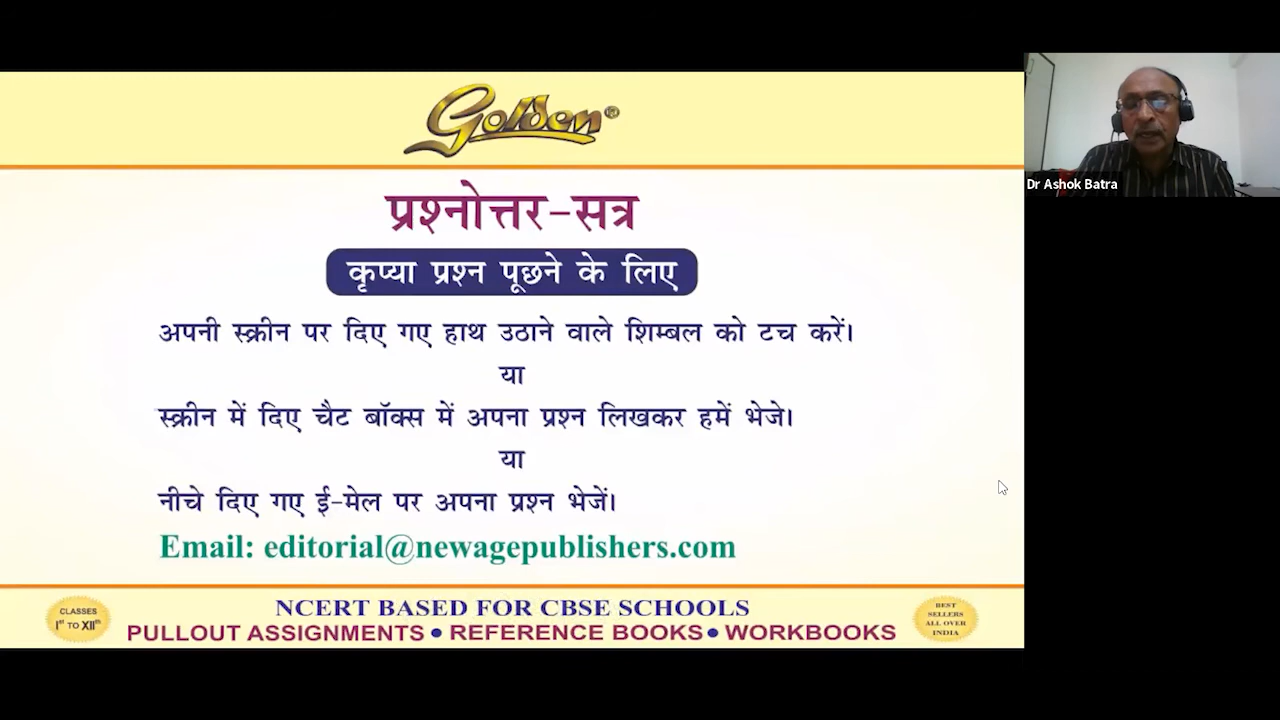 Golden®
प्रश्नोत्तर-सत्र
कृप्या प्रश्न पूछने के लिए
अपनी स्क्रीन पर दिए गए हाथ उठाने वाले शिम्बल को टच करें।
या
स्क्रीन में दिए चैट बॉक्स में अपना प्रश्न लिखकर हमें भेजे।
या
नीचे दिए गए ई-मेल पर अपना प्रश्न भेजें।
Email: editorial@newagepublishers.com
CLASSES
Ist TO XIIth
NCERT BASED FOR CBSE SCHOOLS
PULLOUT ASSIGNMENTS • REFERENCE BOOKS • WORKBOOKS
BEST
SELLERS
ALL OVER
INDIA
Dr Ashok Batra